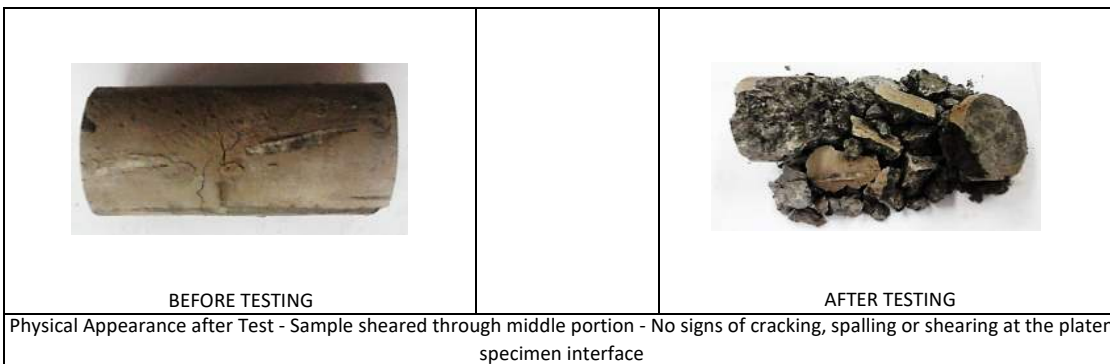 BEFORE TESTING
AFTER TESTING
Physical Appearance after Test - Sample sheared through middle portion - No signs of cracking, spalling or shearing at the platen
specimen interface